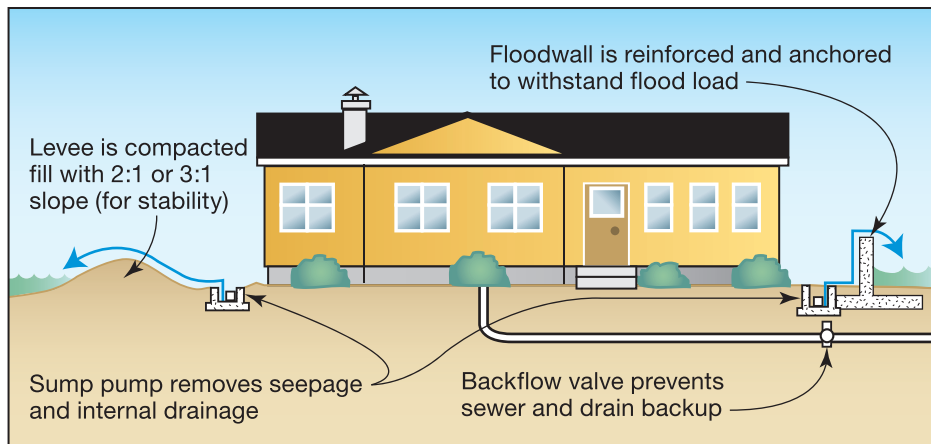 Floodwall is reinforced and anchored
to withstand flood load
Levee is compacted
fill with 2:1 or 3:1
slope (for stability)
Sump pump removes seepage
and internal drainage
Backflow valve prevents
sewer and drain backup